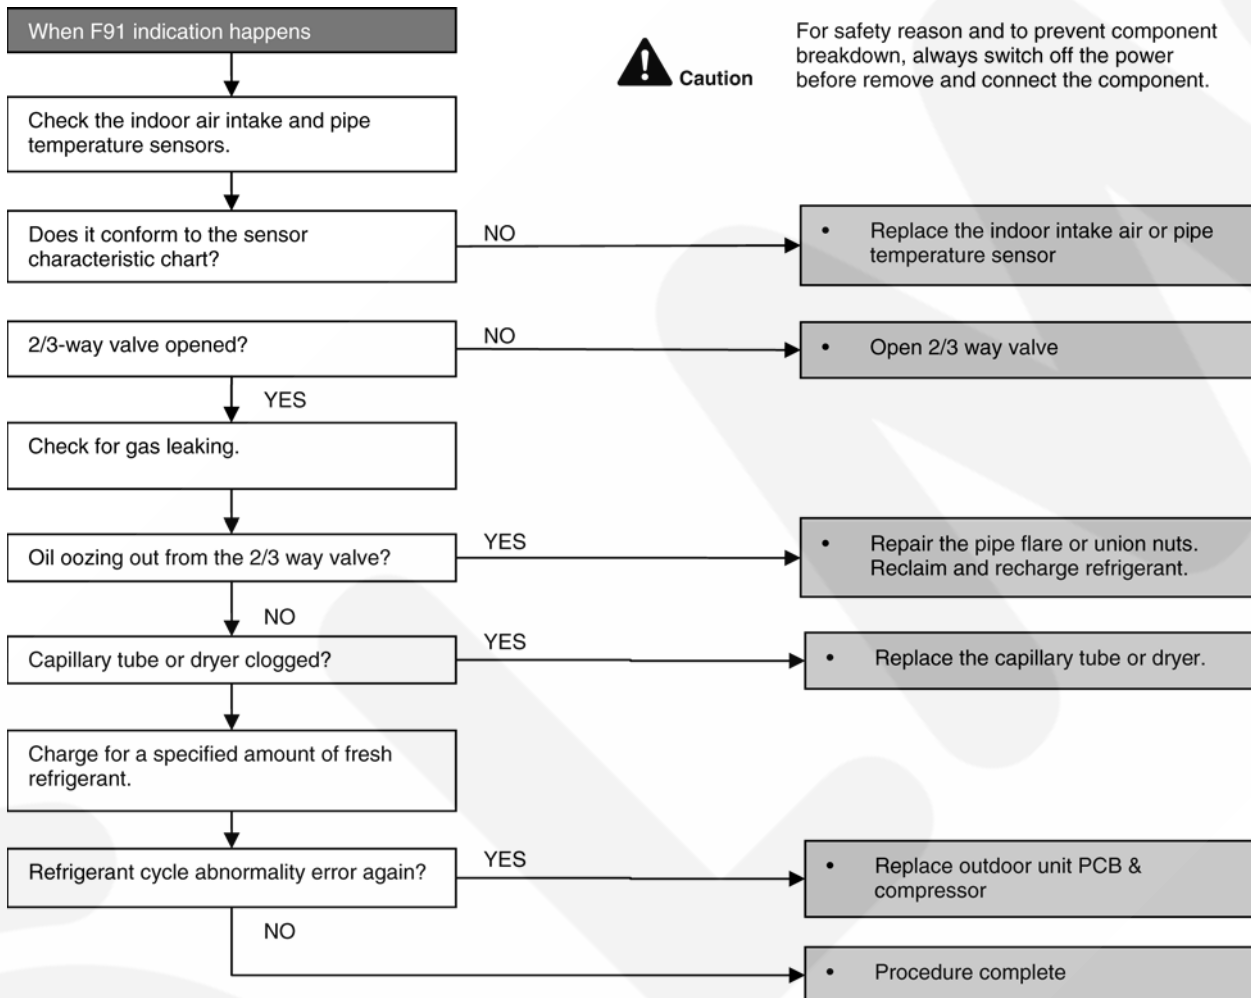 When F91 indication happens
Caution
For safety reason and to prevent component
breakdown, always switch off the power
before remove and connect the component.
Check the indoor air intake and pipe
temperature sensors.
Does it conform to the sensor
characteristic chart?
NO
• Replace the indoor intake air or pipe
temperature sensor
2/3-way valve opened?
NO
• Open 2/3 way valve
YES
Check for gas leaking.
Oil oozing out from the 2/3 way valve?
YES
• Repair the pipe flare or union nuts.
Reclaim and recharge refrigerant.
NO
Capillary tube or dryer clogged?
YES
• Replace the capillary tube or dryer.
Charge for a specified amount of fresh
refrigerant.
Refrigerant cycle abnormality error again?
YES
• Replace outdoor unit PCB &
compressor
NO
• Procedure complete